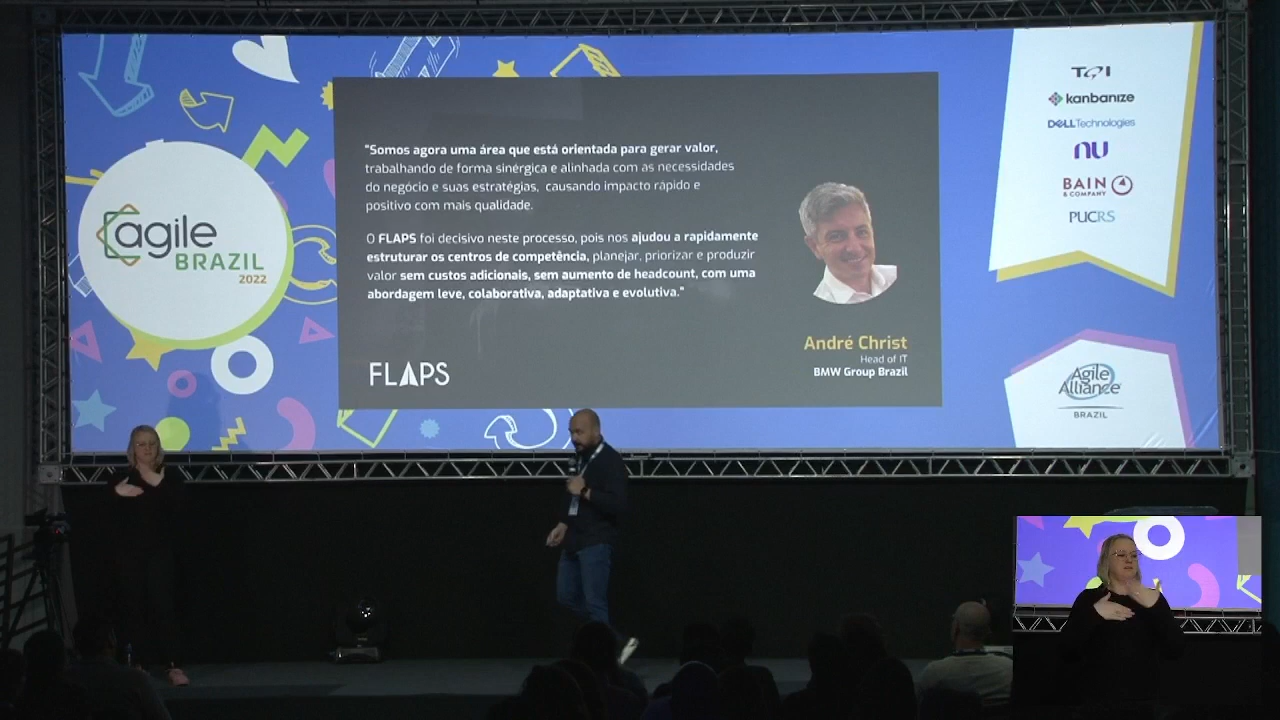 agile
BRAZIL
2022
"Somos agora uma área que está orientada para gerar valor,
trabalhando de forma sinérgica e alinhada com as necessidades
do negócio e suas estratégias, causando impacto rápido e
positivo com mais qualidade.
O FLAPS foi decisivo neste processo, pois nos ajudou a rapidamente
estruturar os centros de competência, planejar, priorizar e produzir
valor sem custos adicionais, sem aumento de headcount, com uma
abordagem leve, colaborativa, adaptativa e evolutiva."
FLAPS
André Christ
Head of IT
BMW Group Brazil
kanbanize
DELL Technologies
nu
BAIN
& COMPANY
PUCRS
Agile
Alliance
BRAZIL